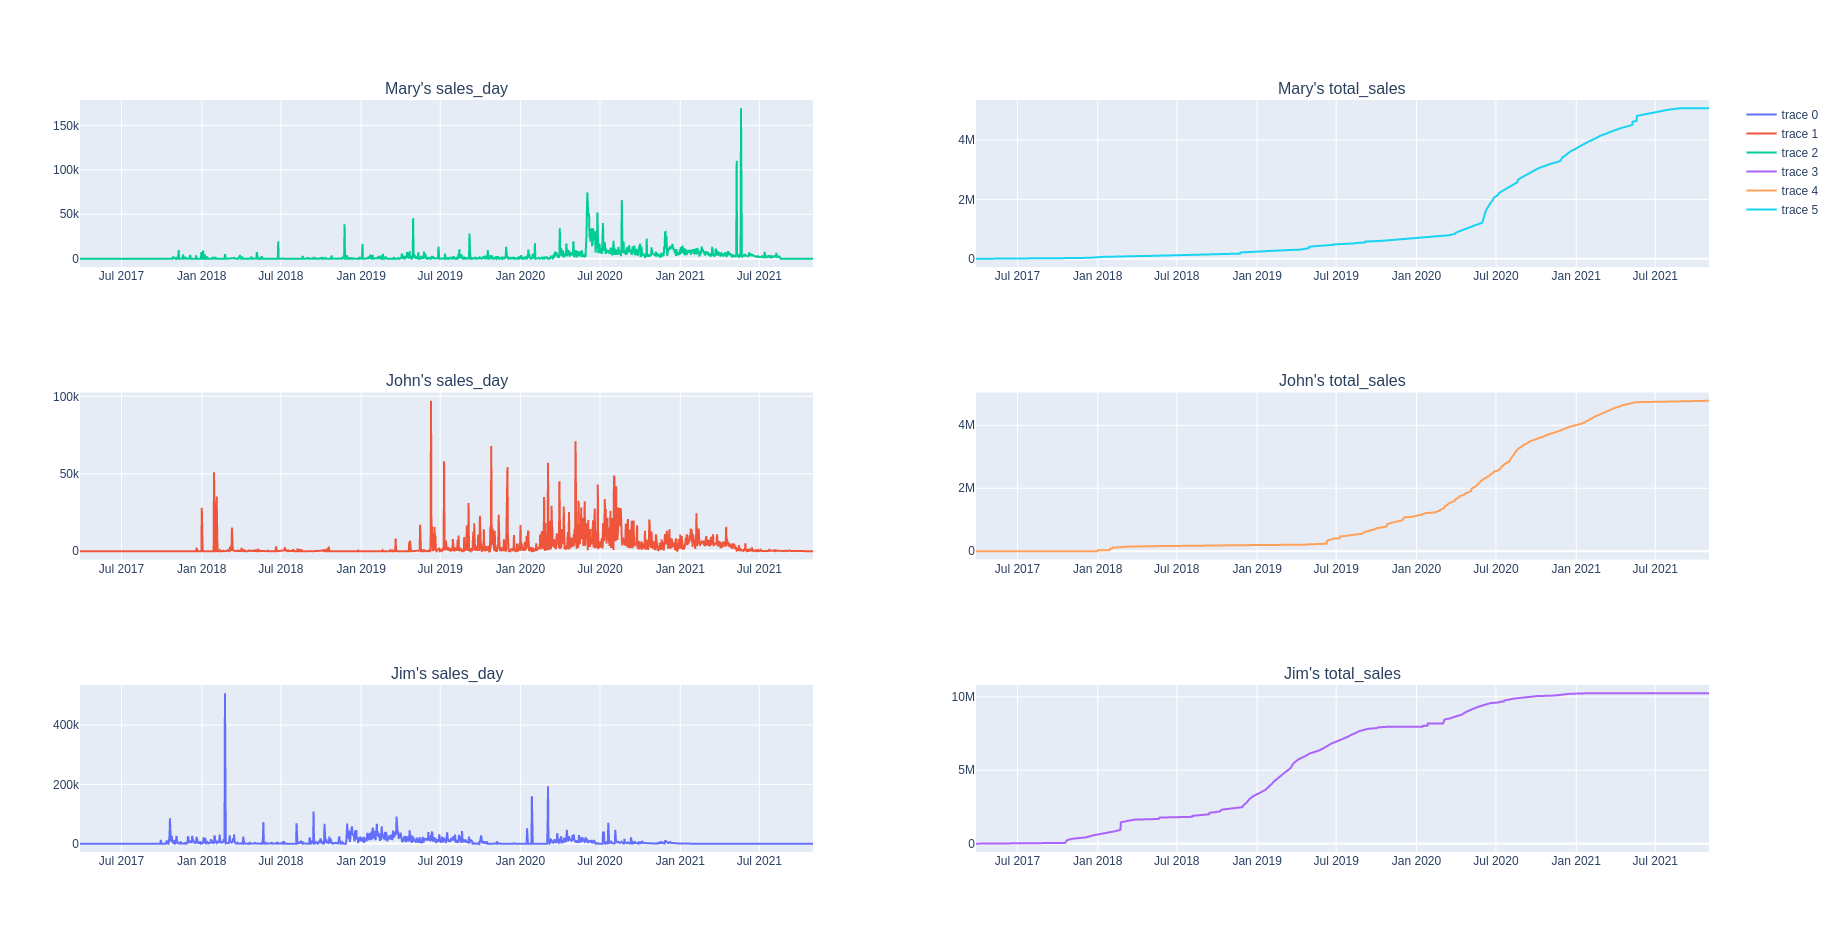 Mary's sales_day
150k
100k
50k
0
Jul 2017 Jan 2018 Jul 2018 Jan 2019 Jul 2019 Jan 2020 Jul 2020 Jan 2021 Jul 2021
Mary's total_sales
4M
2M
0
Jul 2017 Jan 2018 Jul 2018 Jan 2019 Jul 2019 Jan 2020 Jul 2020 Jan 2021 Jul 2021
trace 0
trace 1
trace 2
trace 3
trace 4
trace 5
John's sales_day
100k
50k
0
Jul 2017 Jan 2018 Jul 2018 Jan 2019 Jul 2019 Jan 2020 Jul 2020 Jan 2021 Jul 2021
John's total_sales
4M
2M
0
Jul 2017 Jan 2018 Jul 2018 Jan 2019 Jul 2019 Jan 2020 Jul 2020 Jan 2021 Jul 2021
Jim's sales_day
400k
200k
0
Jul 2017 Jan 2018 Jul 2018 Jan 2019 Jul 2019 Jan 2020 Jul 2020 Jan 2021 Jul 2021
Jim's total_sales
10M
5M
0
Jul 2017 Jan 2018 Jul 2018 Jan 2019 Jul 2019 Jan 2020 Jul 2020 Jan 2021 Jul 2021